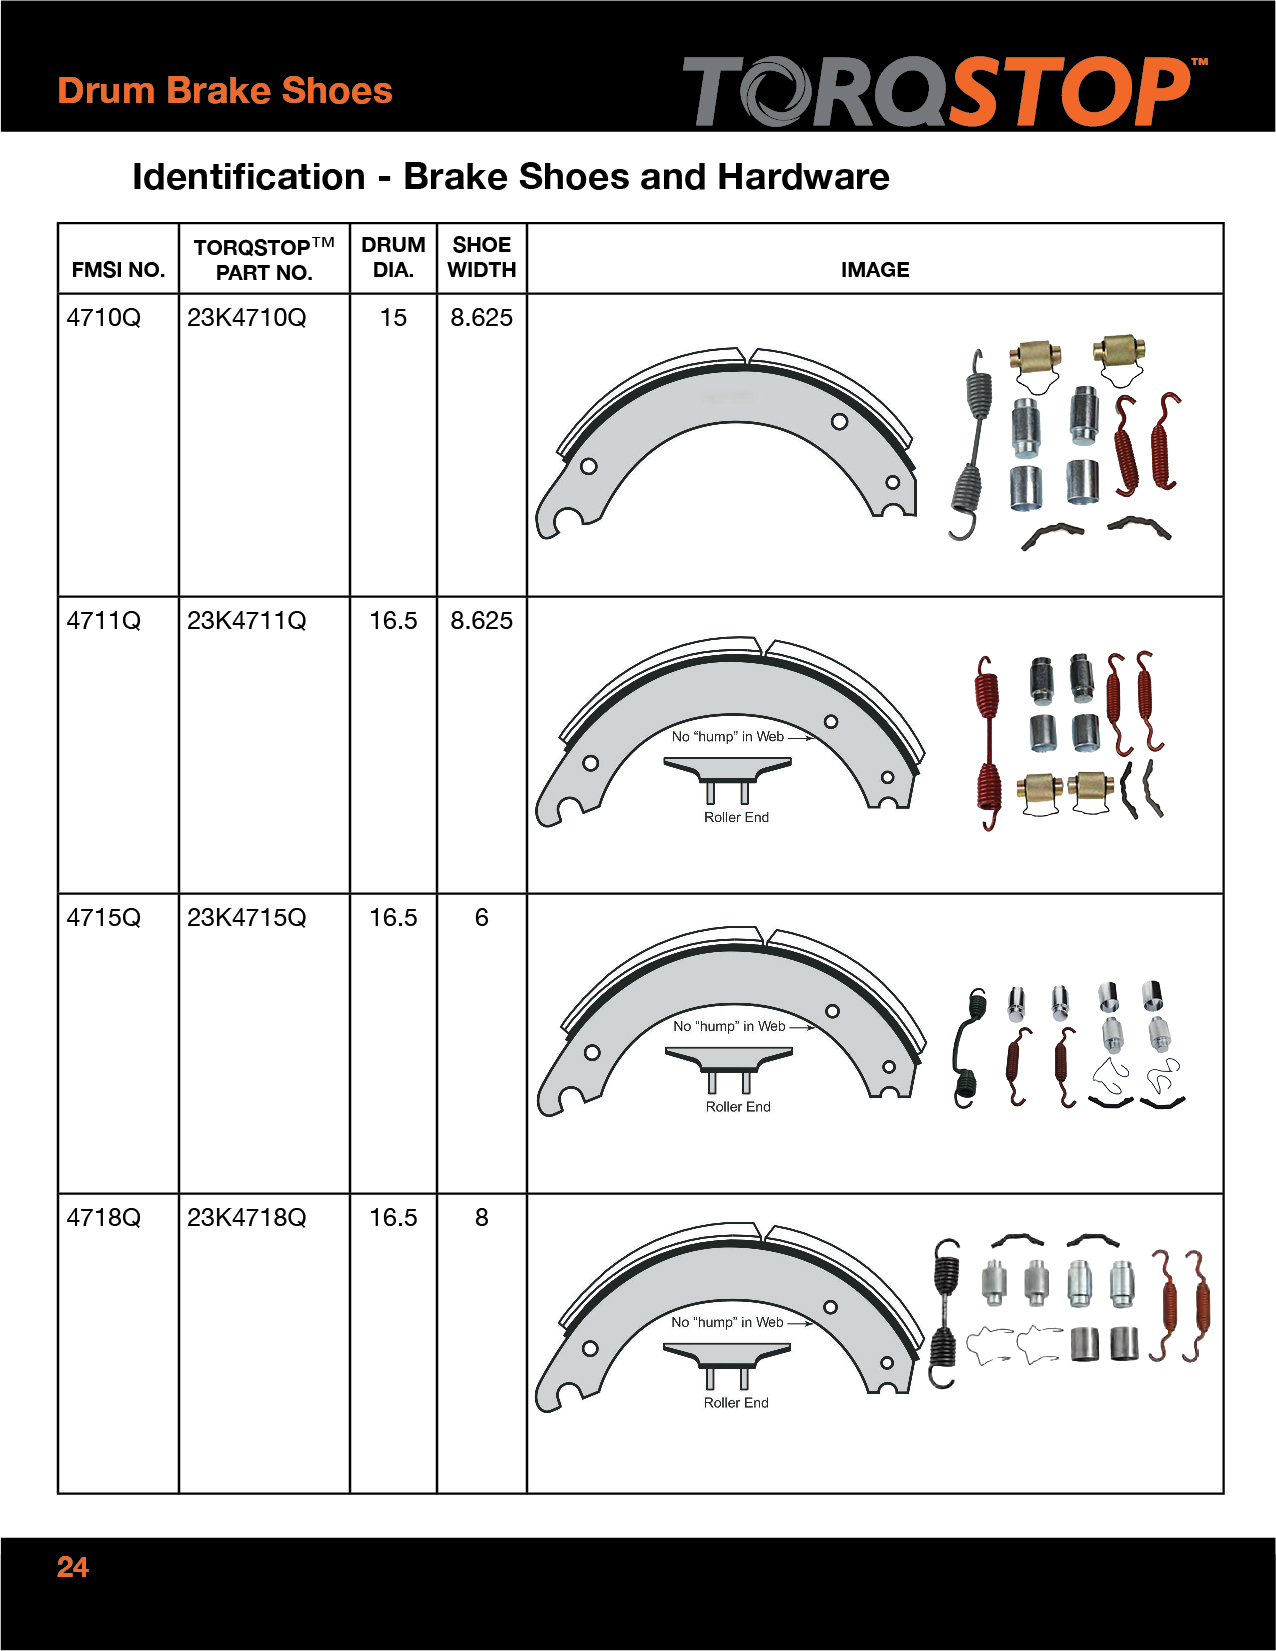 Drum Brake Shoes
TORQSTOP™
Identification - Brake Shoes and Hardware
FMSI NO.
TORQSTOP™
PART NO.
DRUM
DIA.
SHOE
WIDTH
IMAGE
4710Q 23K4710Q 15 8.625
4711Q 23K4711Q 16.5 8.625
No “hump” in Web
Roller End
4715Q 23K4715Q 16.5 6
No “hump” in Web
Roller End
4718Q 23K4718Q 16.5 8
No “hump” in Web
Roller End
24